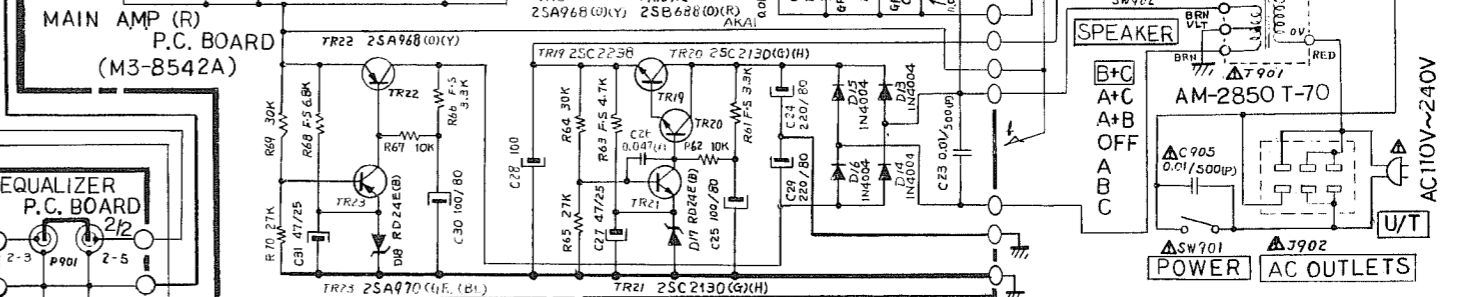 MAIN AMP (R)
P.C. BOARD
(M3-8542A)
2SA968(O)(Y) 2SB688(O)(R)
AKAI
TR22 2SA968(O)(Y)
TR19 2SC2238
TR20 2SC2130(G)(H)
R69 30K
R68 F·S 6.8K
TR22
R66 F·S 3.3K
R67 10K
TR23
R70 27K
C31 47/25
D18 RD24E(B)
C30 100/80
C28 100
R64 30K
R63 F·S 4.7K
TR19
TR20
C26
0.047(M)
R62 10K
R61 F·S 3.3K
TR21
R65 27K
C27 47/25
D17 RD24E(B)
C25 100/80
C24
220/80
C29
220/80
D15
1N4004
D13
1N4004
D16
1N4004
D14
1N4004
C23 0.01/500(P)
TR23 2SA970(GR)(BL)
TR21 2SC2130(G)(H)
EQUALIZER
P.C. BOARD
2/2
2-3
P901
2-5
SW902
SPEAKER
BRN
VLT
BRN
0V
RED
T901
AM-2850 T-70
B+C
A+C
A+B
OFF
A
B
C
C905
0.01/500(P)
SW901
POWER
J902
AC OUTLETS
AC110V~240V
U/T